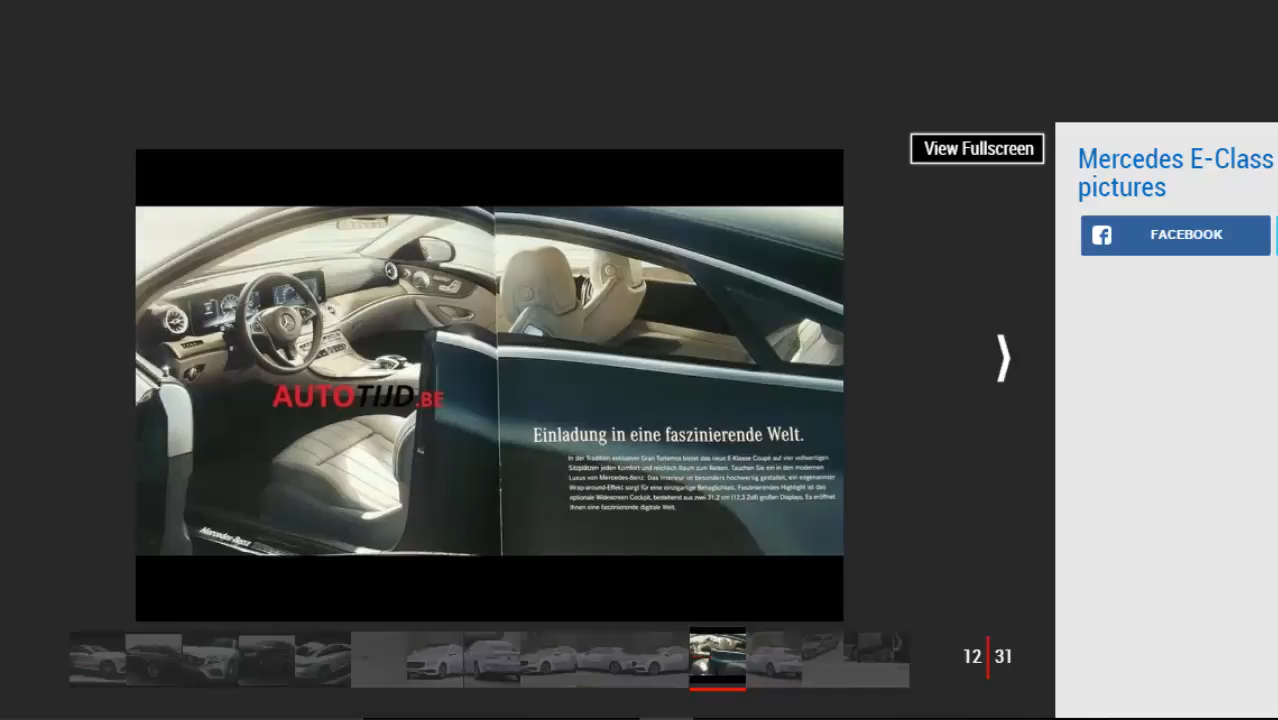 View Fullscreen
Mercedes E-Class
pictures
FACEBOOK
AUTOTIJD.BE
Einladung in eine faszinierende Welt.
In der Tradition exklusiver Gran Turismos bietet das neue E-Klasse Coupé auf vier vollwertigen
Sitzplätzen jeden Komfort und reichlich Raum zum Reisen. Tauchen Sie ein in den modernen
Luxus von Mercedes-Benz. Das Interieur ist besonders hochwertig gestaltet, ein sogenannter
Wrap-around-Effekt sorgt für eine einzigartige Behaglichkeit. Faszinierendes Highlight ist das
optionale Widescreen Cockpit, bestehend aus zwei 31,2 cm (12,3 Zoll) großen Displays. Es eröffnet
Ihnen eine faszinierende digitale Welt.
Mercedes-Benz
12 31